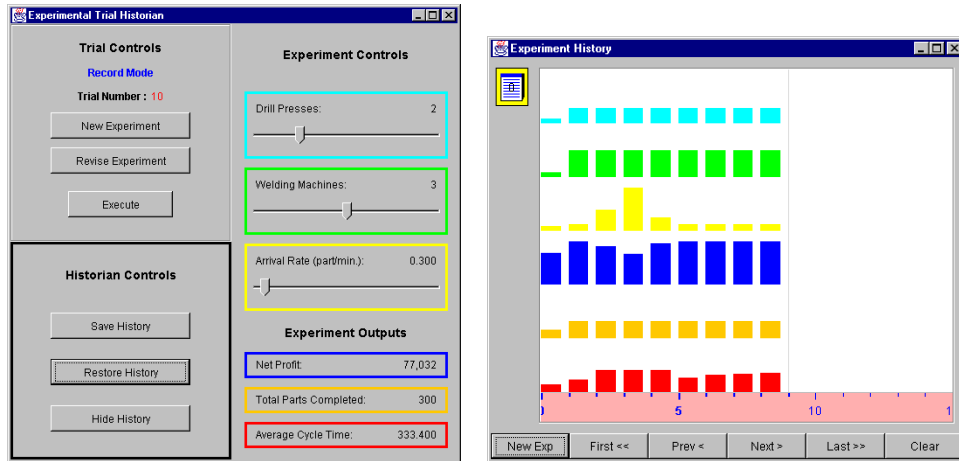 Experimental Trial Historian
Trial Controls
Record Mode
Trial Number : 10
New Experiment
Revise Experiment
Execute
Historian Controls
Save History
Restore History
Hide History
Experiment Controls
Drill Presses: 2
Welding Machines: 3
Arrival Rate (part/min.): 0.300
Experiment Outputs
Net Profit: 77,032
Total Parts Completed: 300
Average Cycle Time: 333.400
Experiment History
5 10 1
New Exp First << Prev < Next > Last >> Clear